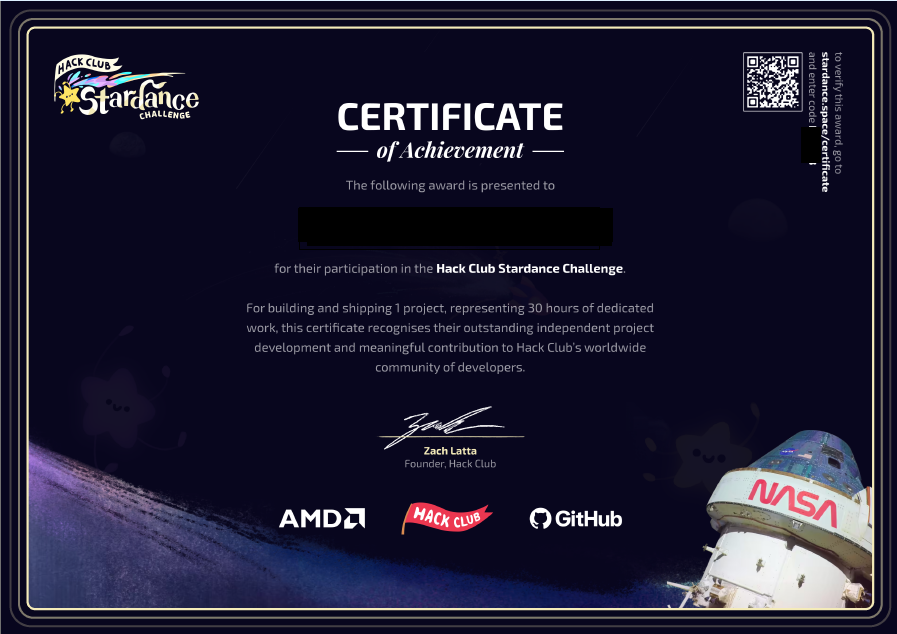 HACK CLUB
Stardance
CHALLENGE
to verify this award, go to
stardance.space/certificate
and enter code
CERTIFICATE
of Achievement
The following award is presented to
for their participation in the Hack Club Stardance Challenge.
For building and shipping 1 project, representing 30 hours of dedicated
work, this certificate recognises their outstanding independent project
development and meaningful contribution to Hack Club's worldwide
community of developers.
Zach Latta
Founder, Hack Club
AMD
HACK CLUB
GitHub
NASA